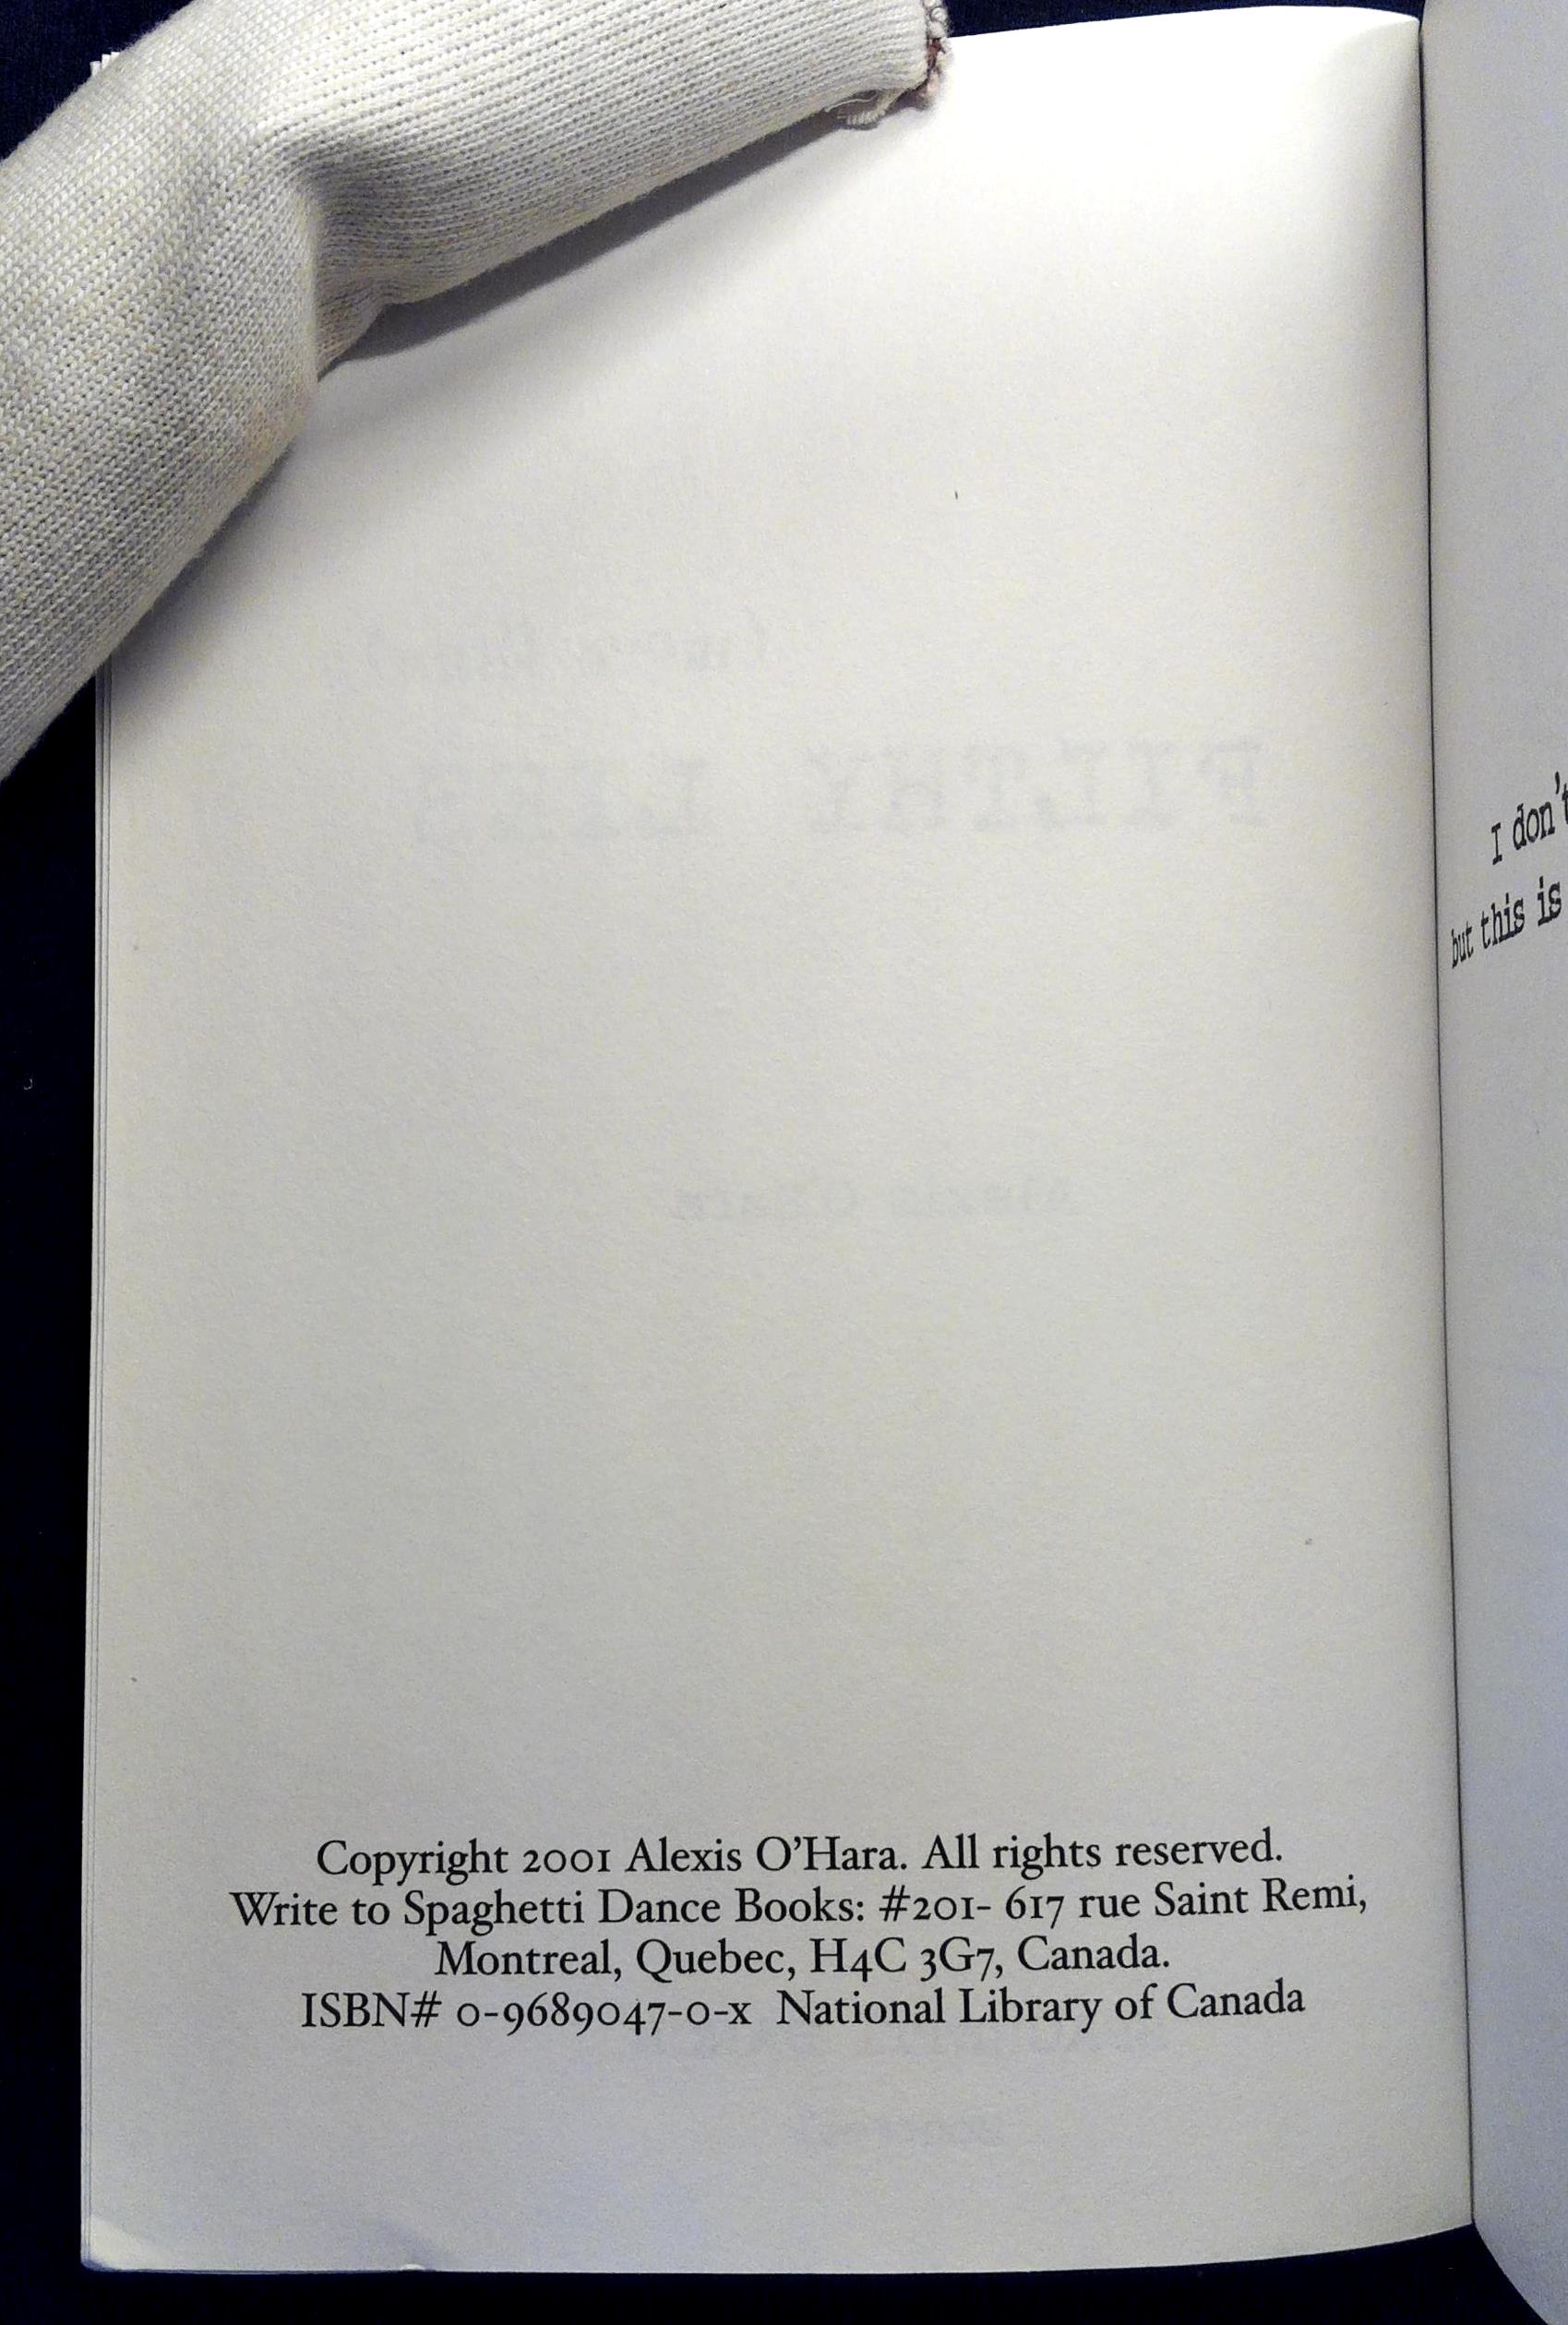 Copyright 2001 Alexis O'Hara. All rights reserved.
Write to Spaghetti Dance Books: #201- 617 rue Saint Remi,
Montreal, Quebec, H4C 3G7, Canada.
ISBN# 0-9689047-0-x National Library of Canada
I don't
but this is